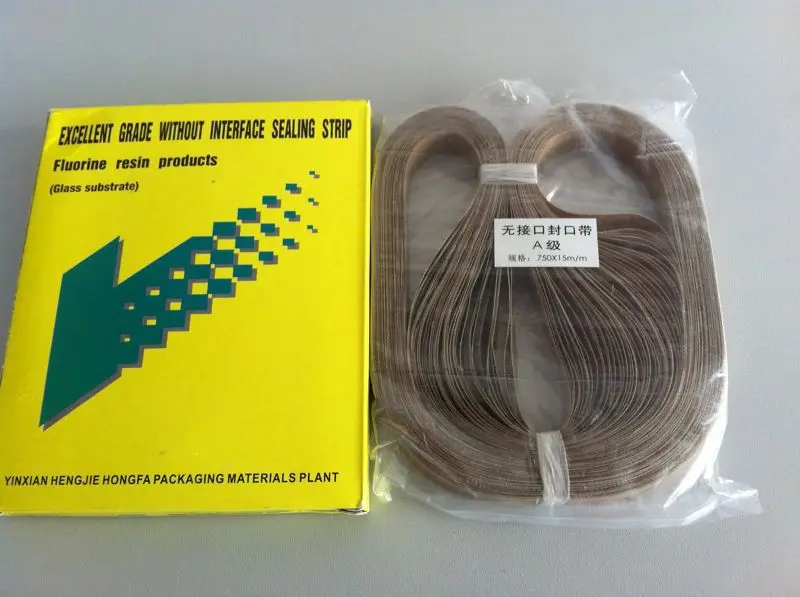 EXCELLENT GRADE WITHOUT INTERFACE SEALING STRIP
Fluorine resin products
(Glass substrate)
YINXIAN HENGJIE HONGFA PACKAGING MATERIALS PLANT
无接口封口带
A级
规格：750X15m/m